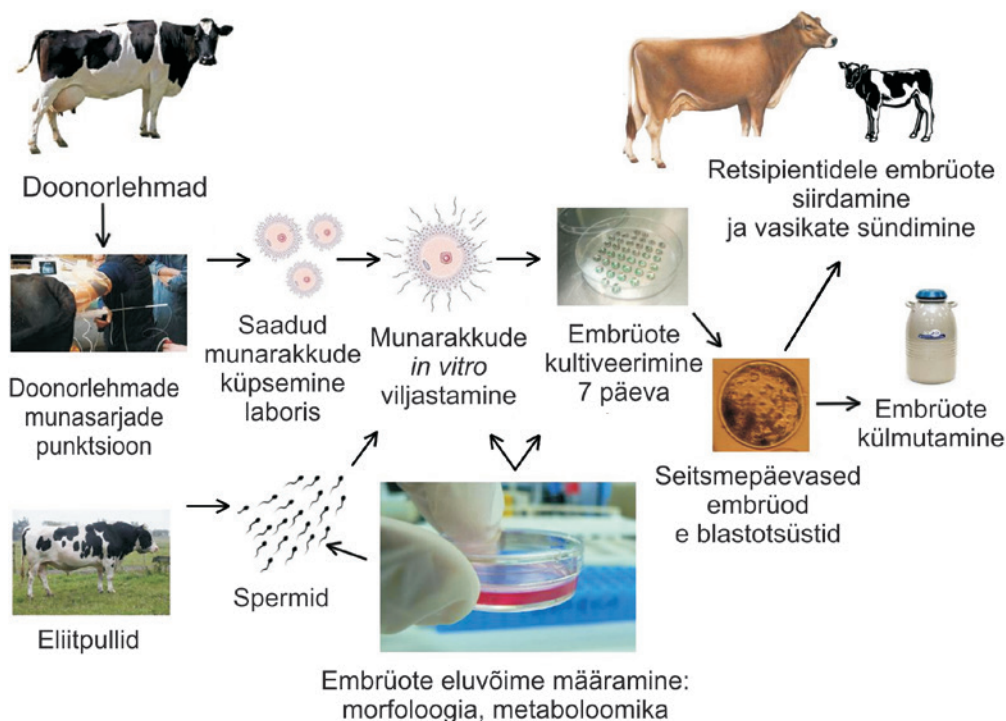 Doonorlehmad
Doonorlehmade
munasarjade
punktsioon
Saadud
munarakkude
küpsemine
laboris
Munarakkude
in vitro
viljastamine
Embrüote
kultiveerimine
7 päeva
Retsipientidele embrüote
siirdamine
ja vasikate sündimine
Seitsmepäevased
embrüod
e blastotsüstid
Embrüote
külmutamine
Eliitpullid
Spermid
Embrüote eluvõime määramine:
morfoloogia, metaboloomika